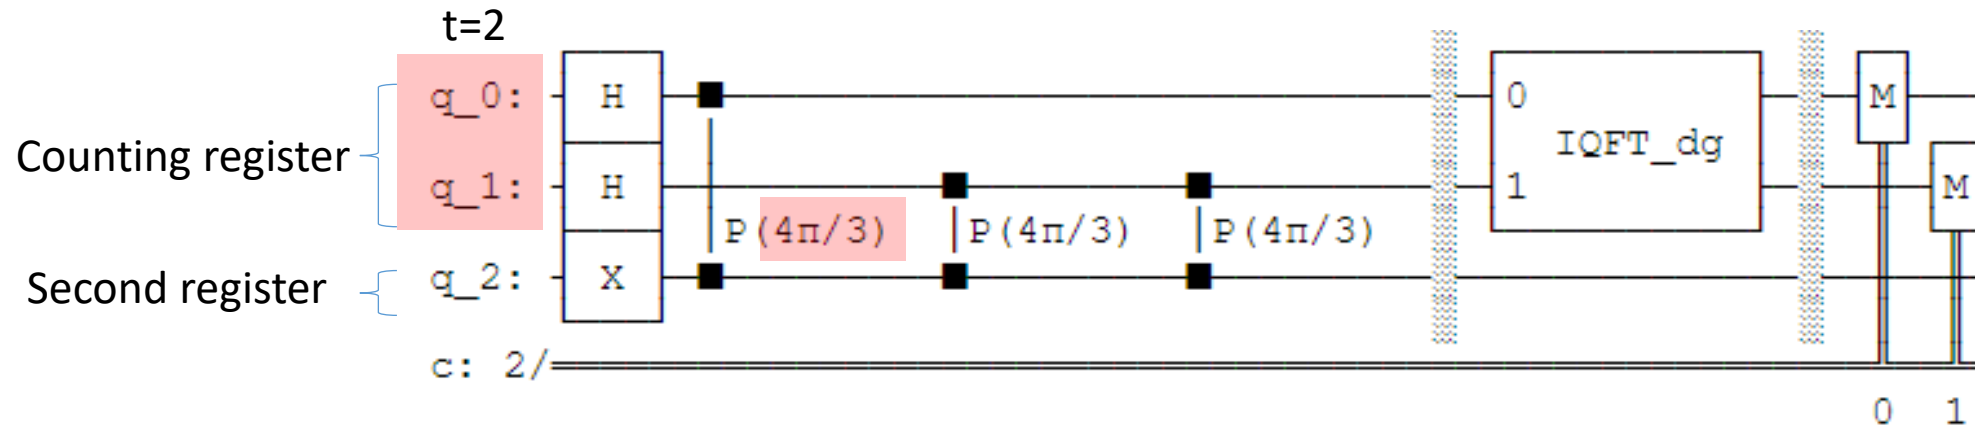 t=2
q_0: H 0 M
Counting register
IQFT_dg
q_1: H 1 M
P(4π/3) P(4π/3) P(4π/3)
Second register
q_2: X
c: 2/
0 1